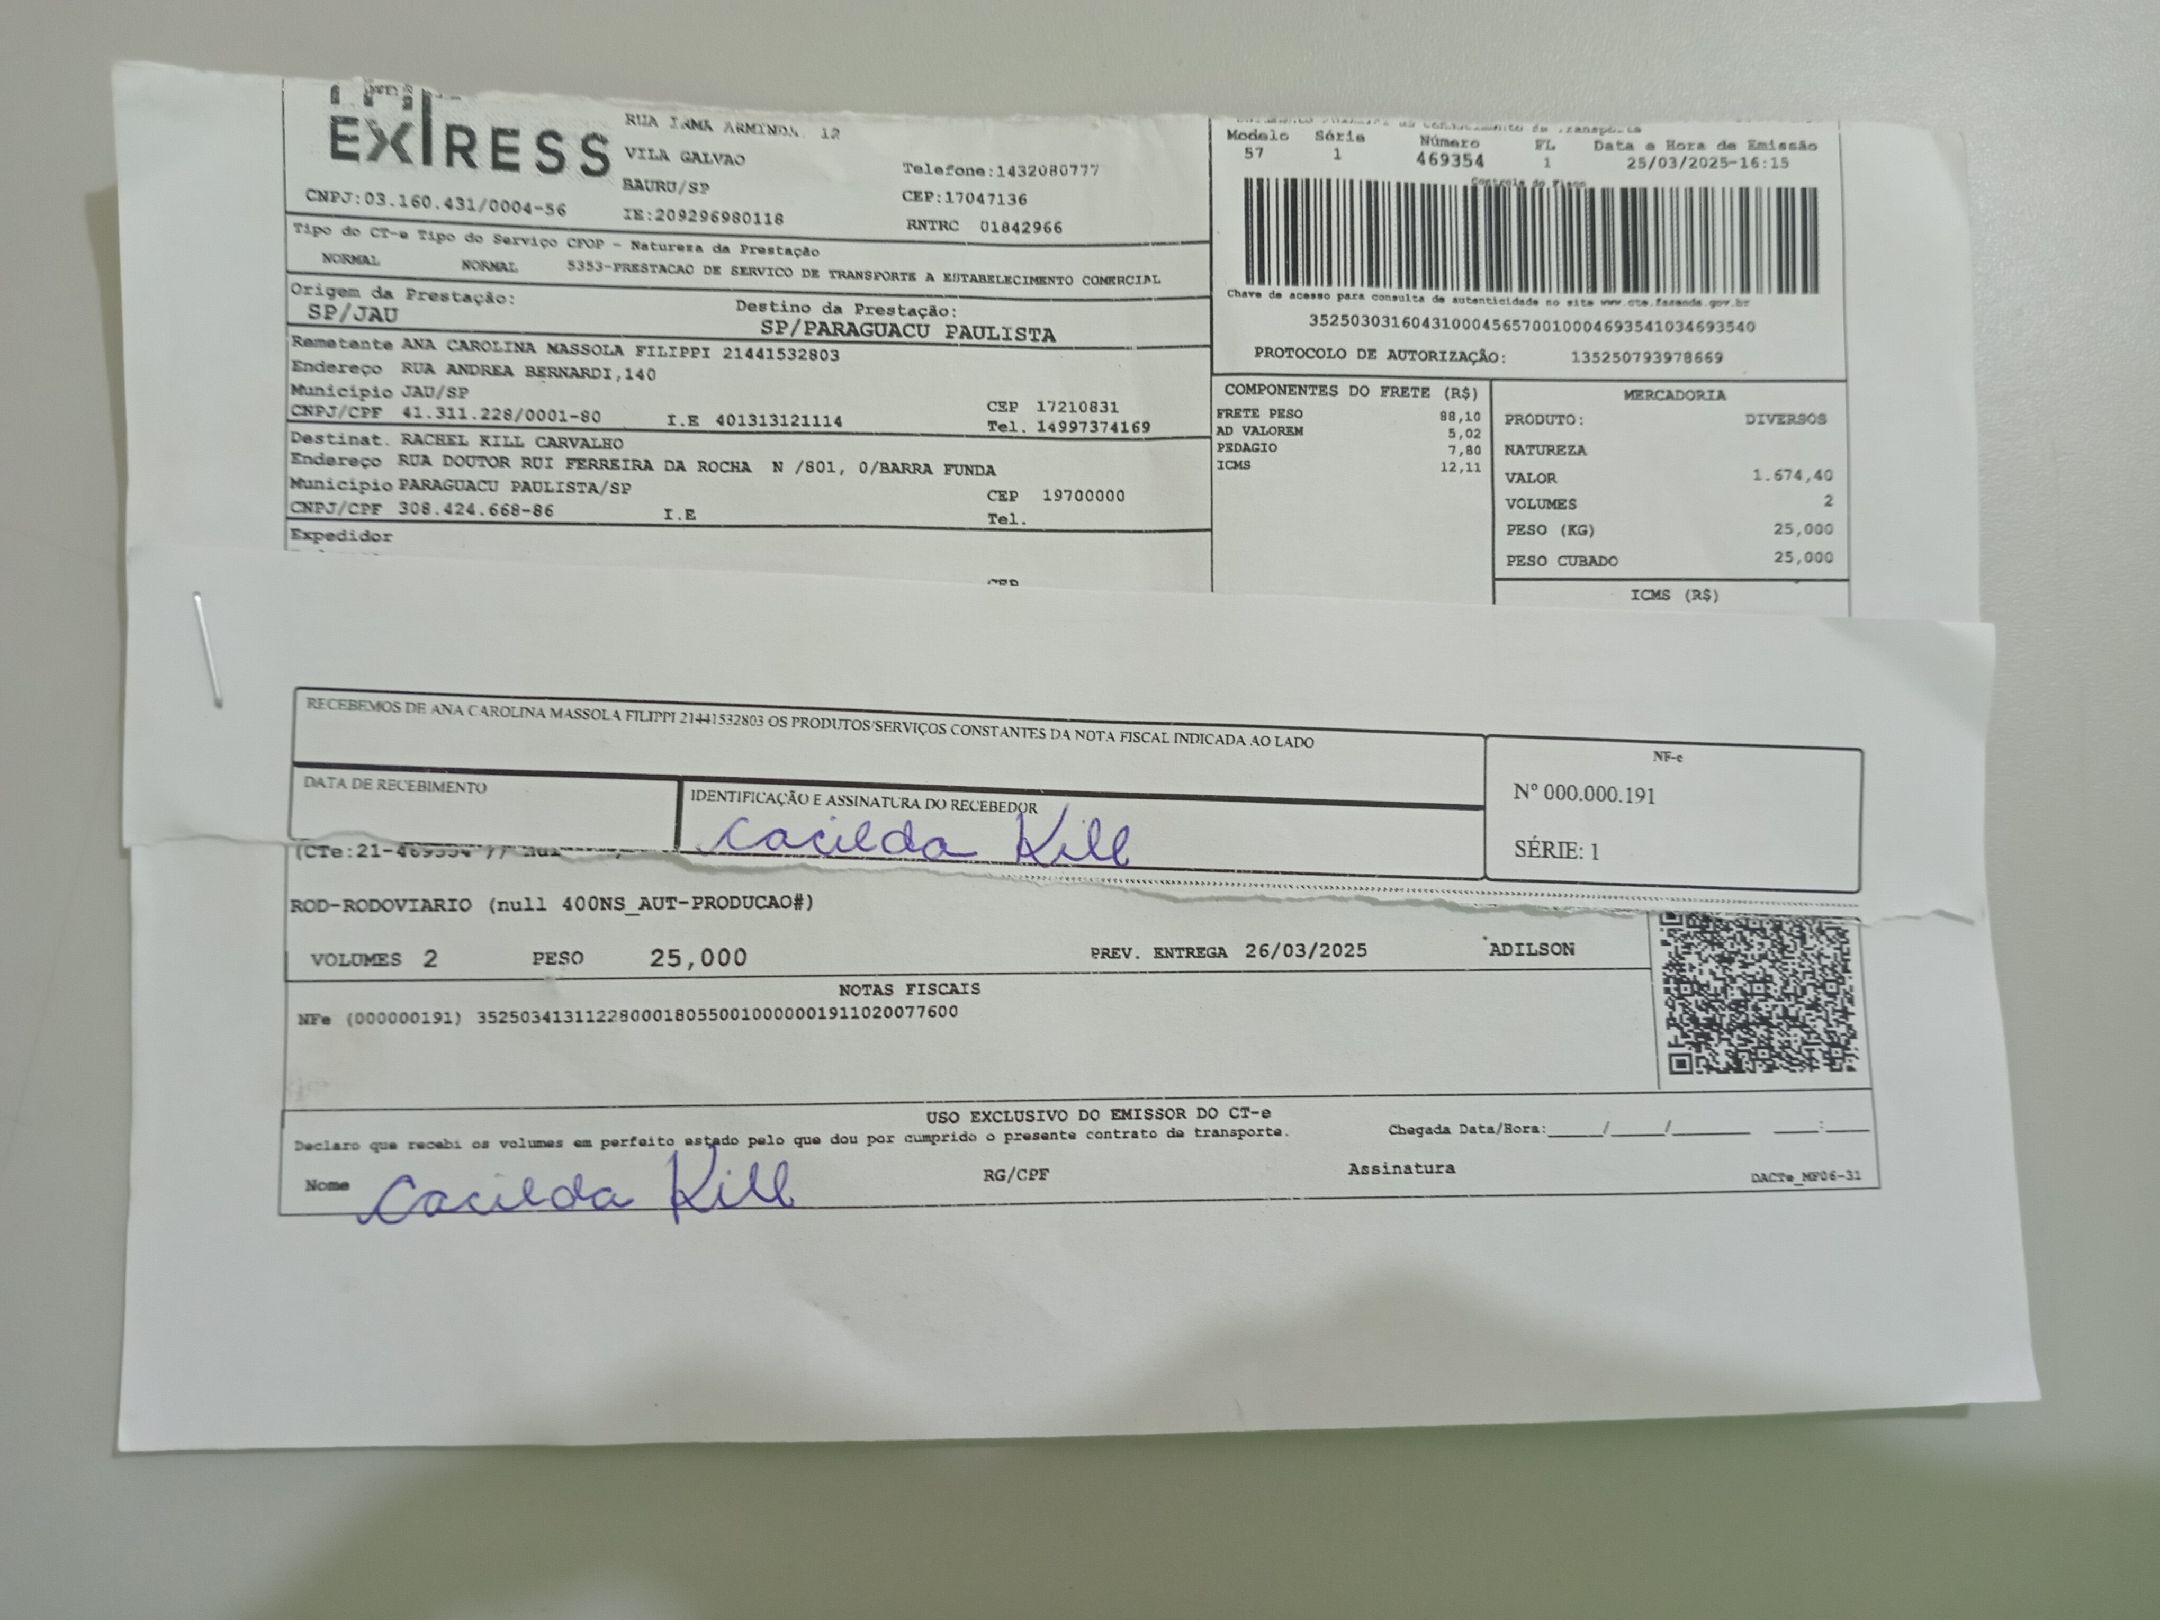 EXPRESS
RUA IRMA ARMINDA, 12
VILA GALVAO
BAURU/SP
IE:209296980118
Telefone:1432080777
CEP:17047136
RNTRC 01842966
CNPJ:03.160.431/0004-56
Modelo Série Número FL Data e Hora de Emissão
57 1 469354 1 25/03/2025-16:15
Controle do Fisco
Chave de acesso para consulta de autenticidade no site www.cte.fazenda.gov.br
35250303160431000456570010004693541034693540
PROTOCOLO DE AUTORIZAÇÃO: 135250793978669
Tipo do CT-e Tipo do Serviço CFOP - Natureza da Prestação
NORMAL NORMAL 5353-PRESTACAO DE SERVICO DE TRANSPORTE A ESTABELECIMENTO COMERCIAL
Origem da Prestação: Destino da Prestação:
SP/JAU SP/PARAGUACU PAULISTA
Remetente ANA CAROLINA MASSOLA FILIPPI 21441532803
Endereço RUA ANDREA BERNARDI,140
Município JAU/SP CEP 17210831
CNPJ/CPF 41.311.228/0001-80 I.E 401313121114 Tel. 14997374169
Destinat. RACHEL KILL CARVALHO
Endereço RUA DOUTOR RUI FERREIRA DA ROCHA N /801, 0/BARRA FUNDA
Município PARAGUACU PAULISTA/SP CEP 19700000
CNPJ/CPF 308.424.668-86 I.E Tel.
Expedidor
COMPONENTES DO FRETE (R$)
FRETE PESO 88,10
AD VALOREM 5,02
PEDAGIO 7,80
ICMS 12,11
MERCADORIA
PRODUTO: DIVERSOS
NATUREZA
VALOR 1.674,40
VOLUMES 2
PESO (KG) 25,000
PESO CUBADO 25,000
ICMS (R$)
RECEBEMOS DE ANA CAROLINA MASSOLA FILIPPI 21441532803 OS PRODUTOS/SERVIÇOS CONSTANTES DA NOTA FISCAL INDICADA AO LADO
NF-e
Nº 000.000.191
SÉRIE: 1
DATA DE RECEBIMENTO
IDENTIFICAÇÃO E ASSINATURA DO RECEBEDOR
Cacilda Kill
(CTe:21-469354
ROD-RODOVIARIO (null 400NS_AUT-PRODUCAO#)
VOLUMES 2 PESO 25,000 PREV. ENTREGA 26/03/2025 ADILSON
NOTAS FISCAIS
NFe (000000191) 35250341311228000180550010000001911020077600
USO EXCLUSIVO DO EMISSOR DO CT-e
Declaro que recebi os volumes em perfeito estado pelo que dou por cumprido o presente contrato de transporte.
Chegada Data/Hora:_____/_____/_______ ____:____
Nome Cacilda Kill RG/CPF Assinatura
DACTe_MF06-31